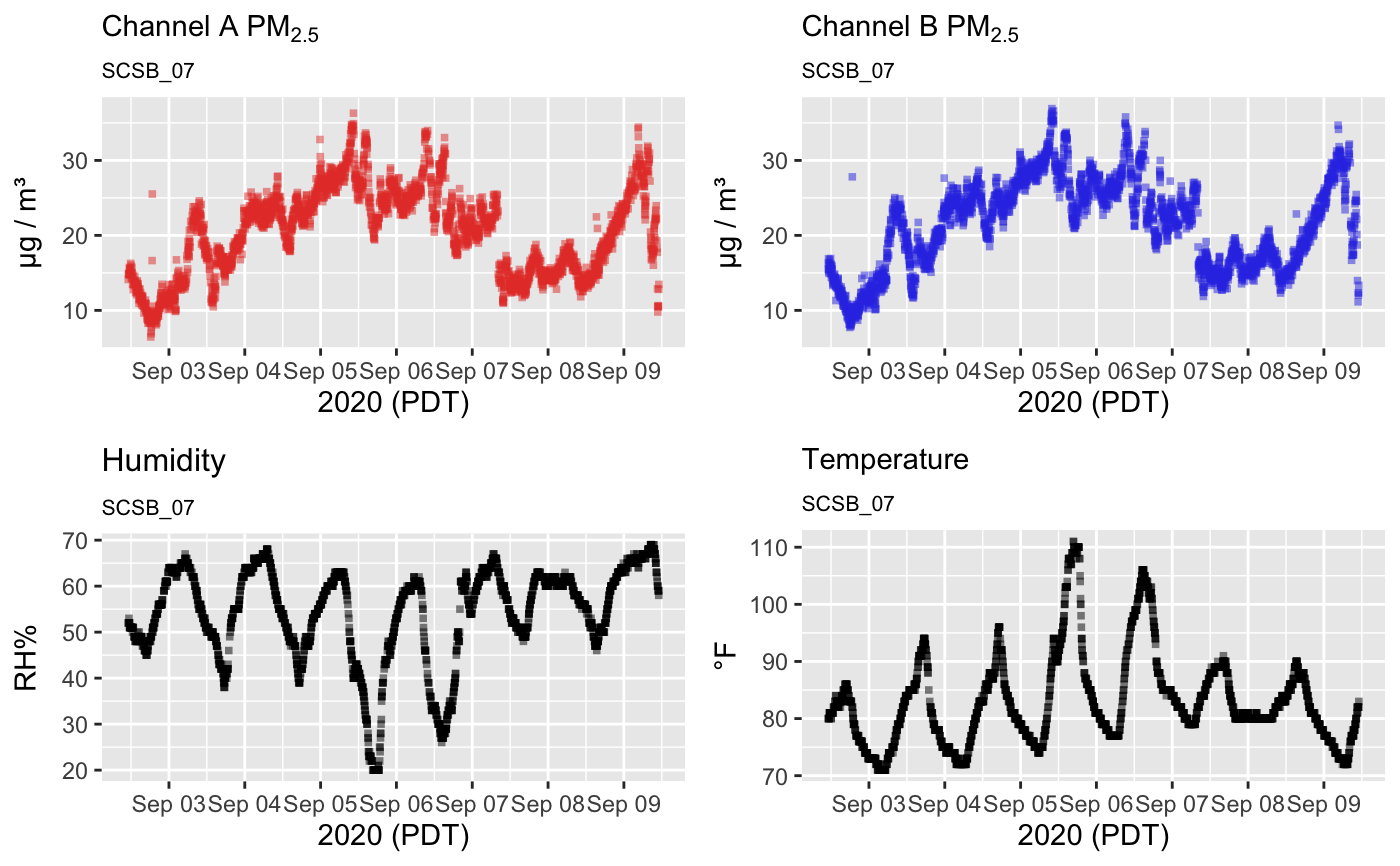 Channel A PM2.5
SCSB_07
µg / m³
30
20
10
Sep 03 Sep 04 Sep 05 Sep 06 Sep 07 Sep 08 Sep 09
2020 (PDT)
Channel B PM2.5
SCSB_07
µg / m³
30
20
10
Sep 03 Sep 04 Sep 05 Sep 06 Sep 07 Sep 08 Sep 09
2020 (PDT)
Humidity
SCSB_07
RH%
70
60
50
40
30
20
Sep 03 Sep 04 Sep 05 Sep 06 Sep 07 Sep 08 Sep 09
2020 (PDT)
Temperature
SCSB_07
°F
110
100
90
80
70
Sep 03 Sep 04 Sep 05 Sep 06 Sep 07 Sep 08 Sep 09
2020 (PDT)